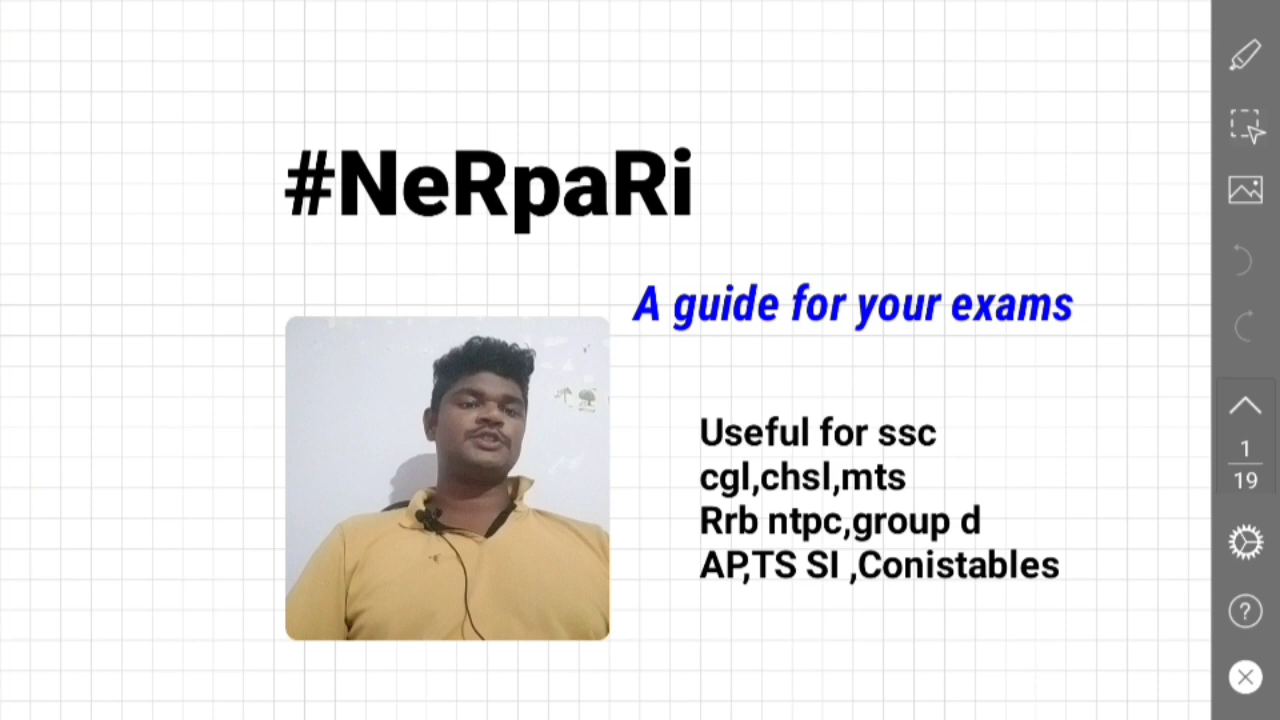 #NeRpaRi
A guide for your exams
Useful for ssc
cgl,chsl,mts
Rrb ntpc,group d
AP,TS SI ,Conistables
1
19
?